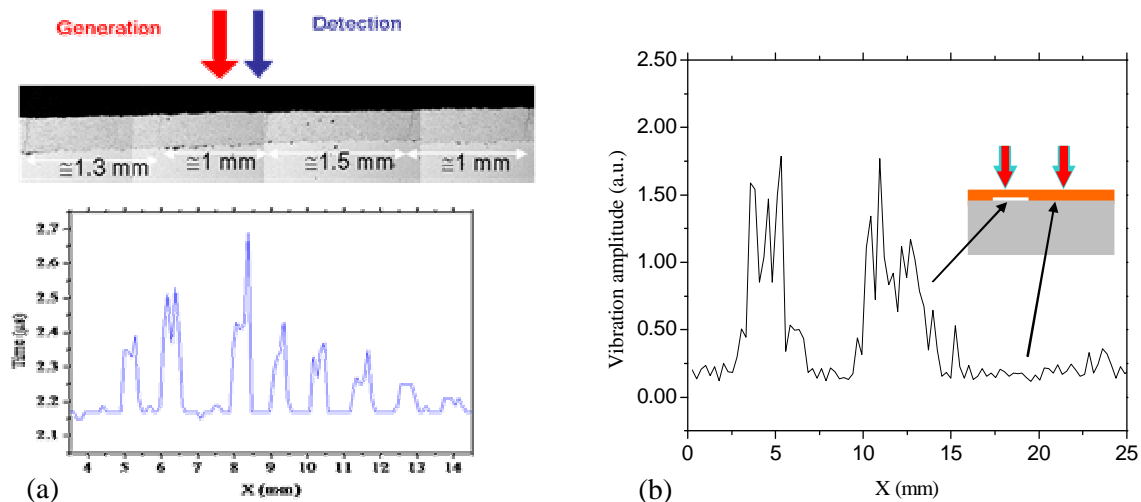 Generation Detection
≅1.3 mm ≅1 mm ≅1.5 mm ≅1 mm
2.7
2.6
2.5
2.4
2.3
2.2
2.1
Time (µs)
4 5 6 7 8 9 10 11 12 13 14
X (mm)
(a)
2.50
2.00
1.50
1.00
0.50
0.00
Vibration amplitude (a.u.)
0 5 10 15 20 25
X (mm)
(b)